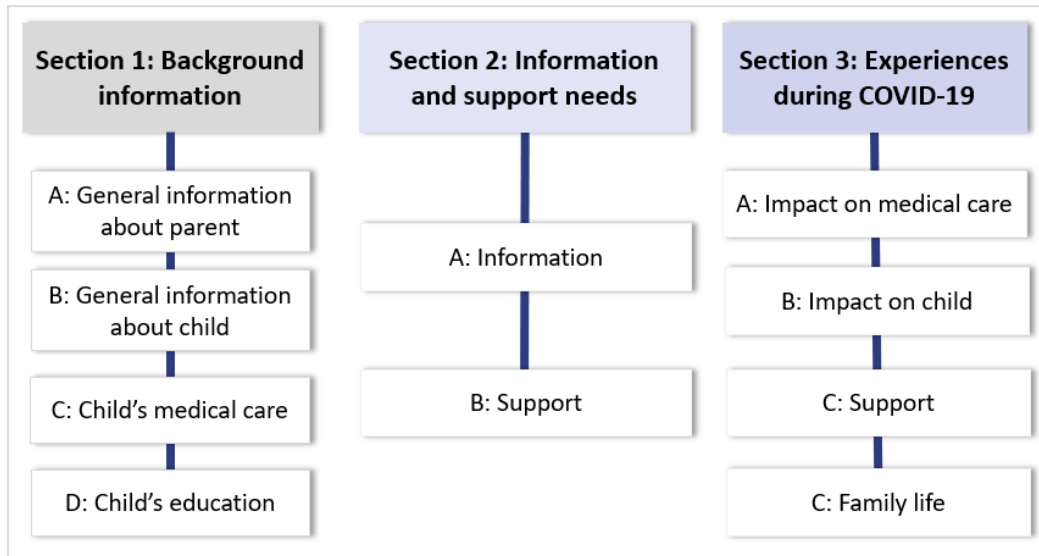 Section 1: Background
information
A: General information
about parent
B: General information
about child
C: Child's medical care
D: Child's education
Section 2: Information
and support needs
A: Information
B: Support
Section 3: Experiences
during COVID-19
A: Impact on medical care
B: Impact on child
C: Support
C: Family life